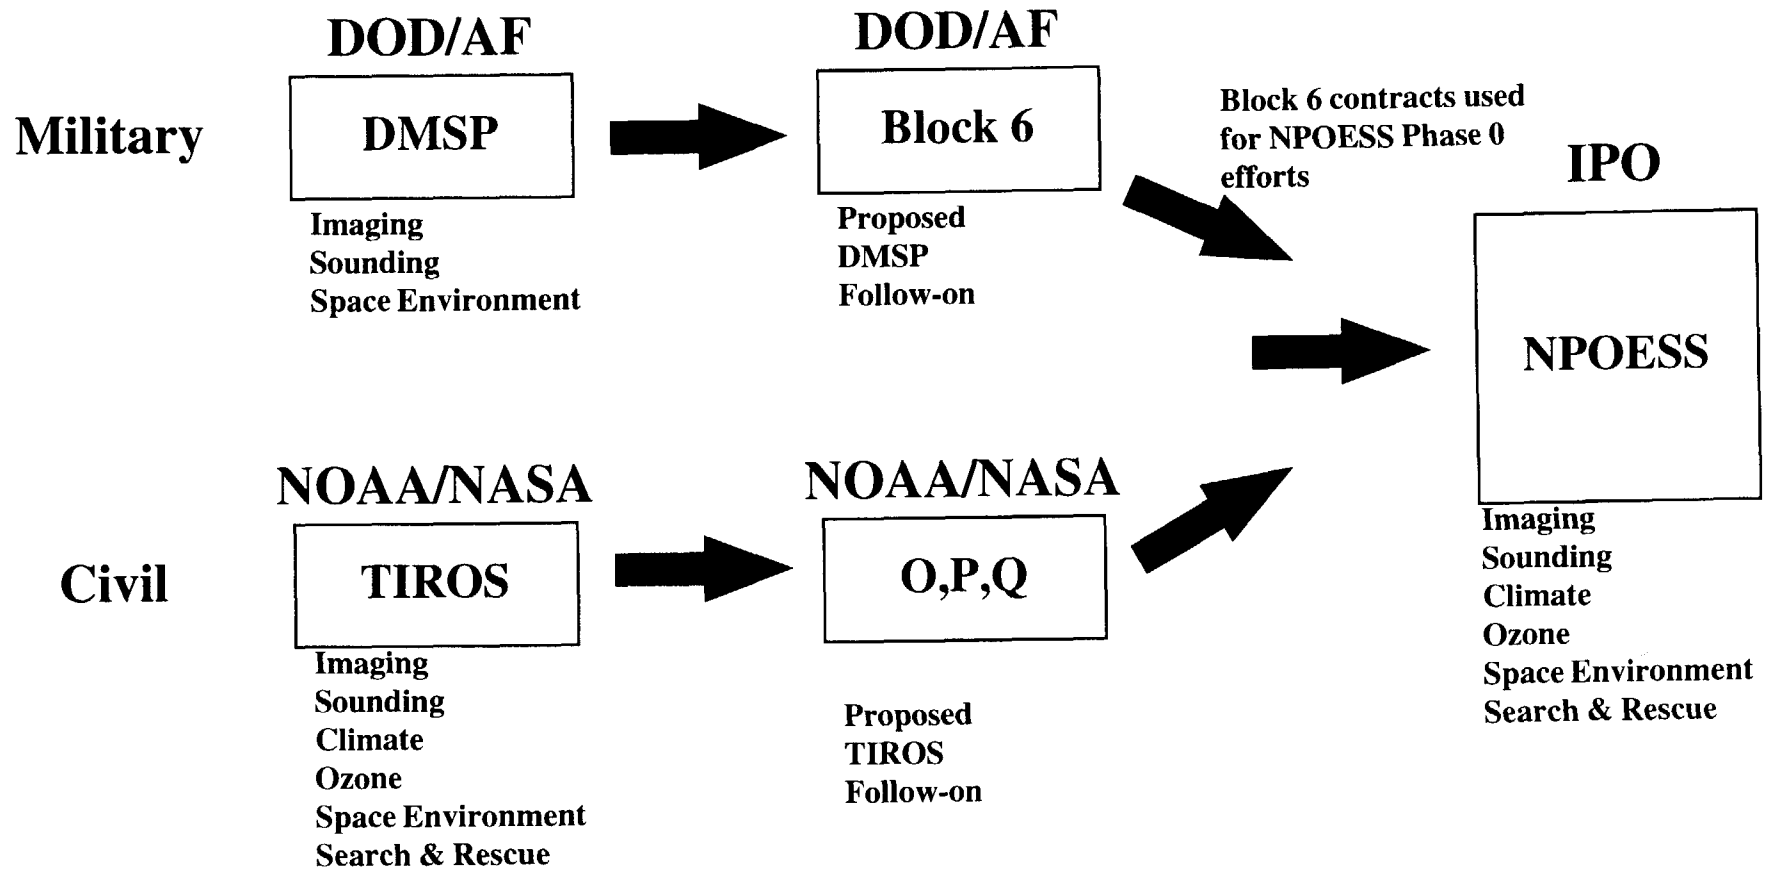 Military
DOD/AF
DMSP
Imaging
Sounding
Space Environment
DOD/AF
Block 6
Proposed
DMSP
Follow-on
Block 6 contracts used
for NPOESS Phase 0
efforts
IPO
NPOESS
Imaging
Sounding
Climate
Ozone
Space Environment
Search & Rescue
Civil
NOAA/NASA
TIROS
Imaging
Sounding
Climate
Ozone
Space Environment
Search & Rescue
NOAA/NASA
O,P,Q
Proposed
TIROS
Follow-on